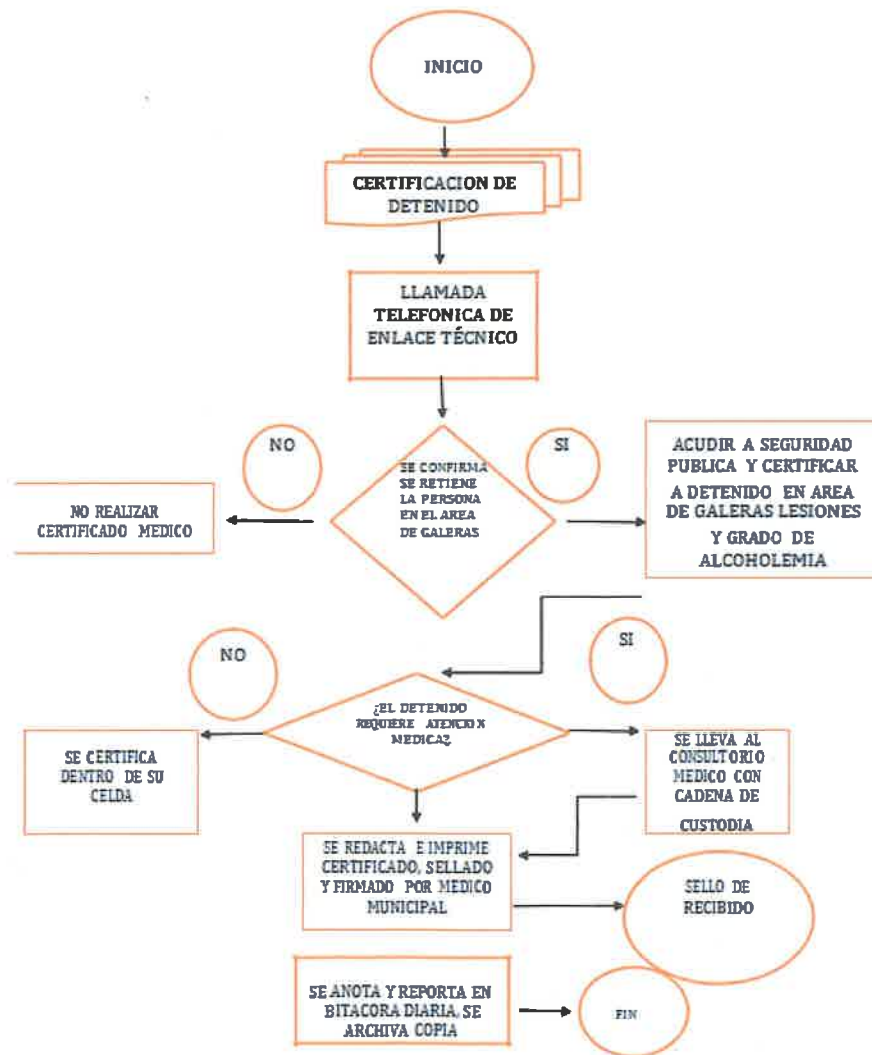 INICIO
CERTIFICACION DE
DETENIDO
LLAMADA
TELEFONICA DE
ENLACE TÉCNICO
NO
SI
SE CONFIRMA
SE RETIENE
LA PERSONA
EN EL AREA
DE GALERAS
NO REALIZAR
CERTIFICADO MEDICO
ACUDIR A SEGURIDAD
PUBLICA Y CERTIFICAR
A DETENIDO EN AREA
DE GALERAS LESIONES
Y GRADO DE
ALCOHOLEMIA
NO
SI
¿EL DETENIDO
REQUIERE ATENCION
MEDICA?
SE CERTIFICA
DENTRO DE SU
CELDA
SE LLEVA AL
CONSULTORIO
MEDICO CON
CADENA DE
CUSTODIA
SE REDACTA E IMPRIME
CERTIFICADO, SELLADO
Y FIRMADO POR MEDICO
MUNICIPAL
SELLO DE
RECIBIDO
SE ANOTA Y REPORTA EN
BITACORA DIARIA, SE
ARCHIVA COPIA
FIN